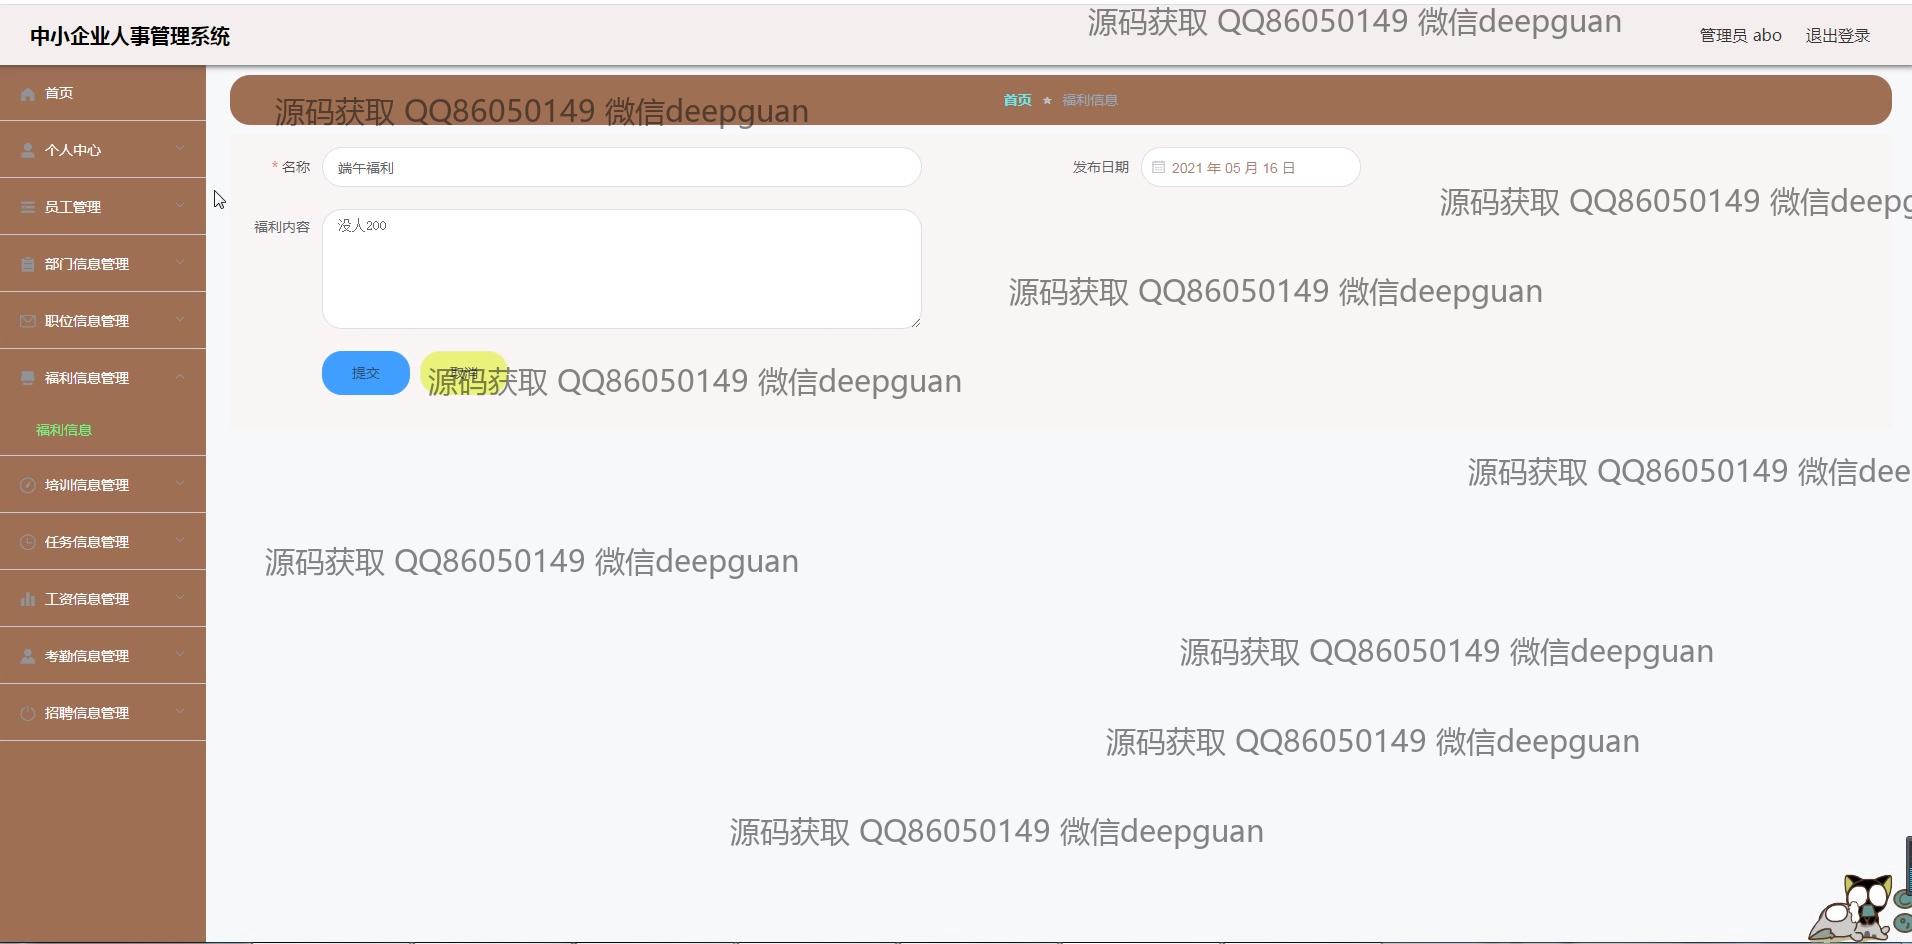 源码获取 QQ86050149 微信deepguan
中小企业人事管理系统
管理员 abo
退出登录
首页
个人中心
员工管理
部门信息管理
职位信息管理
福利信息管理
福利信息
培训信息管理
任务信息管理
工资信息管理
考勤信息管理
招聘信息管理
源码获取 QQ86050149 微信deepguan
首页 ★ 福利信息
* 名称 端午福利
发布日期 2021 年 05 月 16 日
源码获取 QQ86050149 微信deepg
福利内容 没人200
源码获取 QQ86050149 微信deepguan
提交
取消
源码获取 QQ86050149 微信deepguan
源码获取 QQ86050149 微信dee
源码获取 QQ86050149 微信deepguan
源码获取 QQ86050149 微信deepguan
源码获取 QQ86050149 微信deepguan
源码获取 QQ86050149 微信deepguan